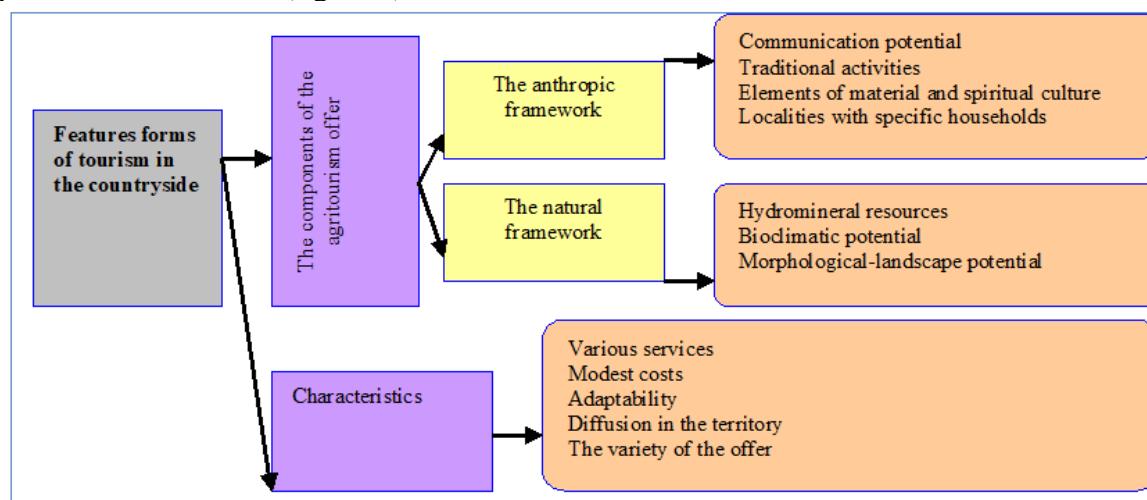 Features forms
of tourism in
the countryside
The components of the
agritourism offer
The anthropic
framework
Communication potential
Traditional activities
Elements of material and spiritual culture
Localities with specific households
The natural
framework
Hydromineral resources
Bioclimatic potential
Morphological-landscape potential
Characteristics
Various services
Modest costs
Adaptability
Diffusion in the territory
The variety of the offer